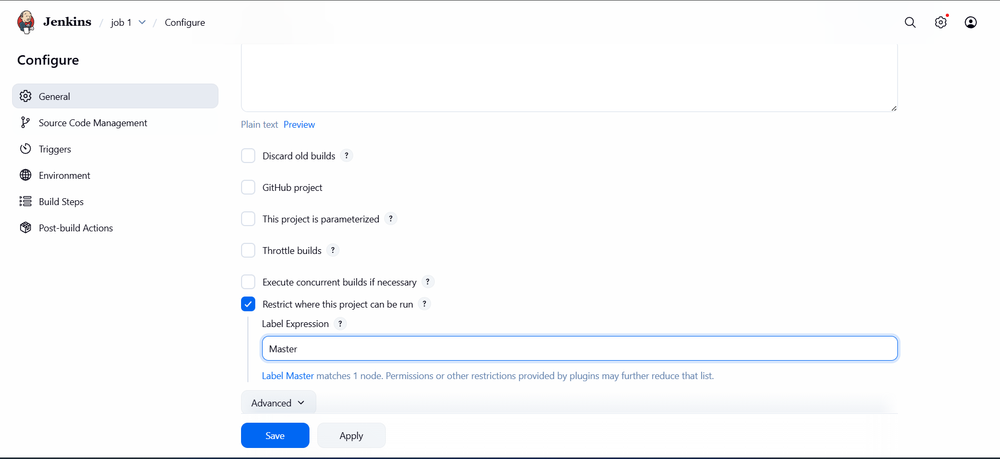 Jenkins / job 1 / Configure
Configure
General
Source Code Management
Triggers
Environment
Build Steps
Post-build Actions
Plain text Preview
Discard old builds ?
GitHub project
This project is parameterized ?
Throttle builds ?
Execute concurrent builds if necessary ?
Restrict where this project can be run ?
Label Expression ?
Master
Label Master matches 1 node. Permissions or other restrictions provided by plugins may further reduce that list.
Advanced
Save Apply